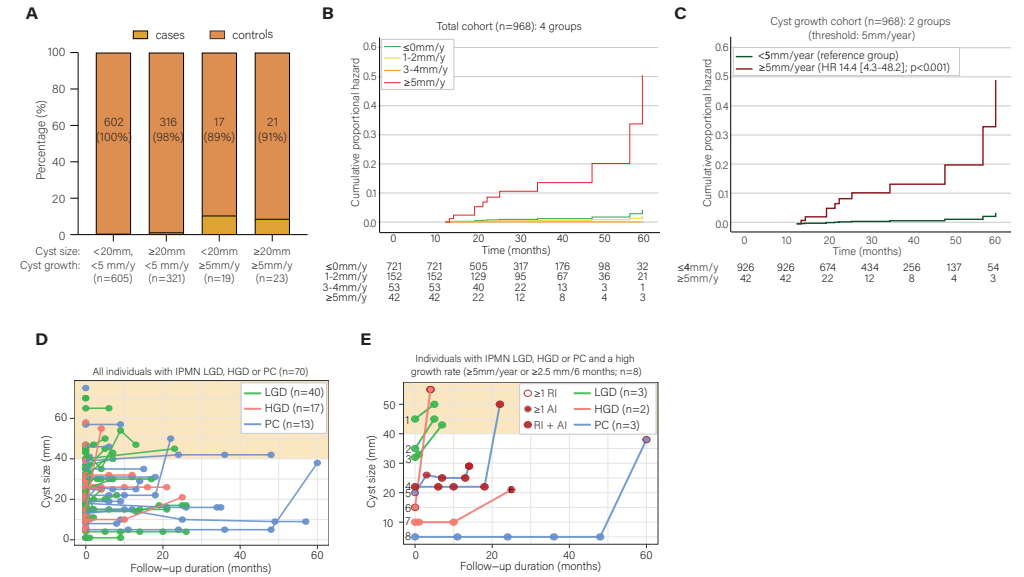 A
cases
controls
Percentage (%)
100
80
60
40
20
0
602
(100%)
316
(98%)
17
(89%)
21
(91%)
Cyst size: <20mm, ≥20mm <20mm ≥20mm
Cyst growth: <5 mm/y <5 mm/y ≥5mm/y ≥5mm/y
(n=605) (n=321) (n=19) (n=23)
B
Total cohort (n=968): 4 groups
≤0mm/y
1-2mm/y
3-4mm/y
≥5mm/y
Cumulative proportional hazard
0.6
0.5
0.4
0.3
0.2
0.1
0.0
0 10 20 30 40 50 60
Time (months)
≤0mm/y 721 721 505 317 176 98 32
1-2mm/y 152 152 129 95 67 36 21
3-4mm/y 53 53 40 22 13 3 1
≥5mm/y 42 42 22 12 8 4 3
C
Cyst growth cohort (n=968): 2 groups
(threshold: 5mm/year)
<5mm/year (reference group)
≥5mm/year (HR 14.4 [4.3-48.2]; p<0.001)
Cumulative proportional hazard
0.6
0.5
0.4
0.3
0.2
0.1
0.0
0 10 20 30 40 50 60
Time (months)
≤4mm/y 926 926 674 434 256 137 54
≥5mm/y 42 42 22 12 8 4 3
D
All individuals with IPMN LGD, HGD or PC (n=70)
LGD (n=40)
HGD (n=17)
PC (n=13)
Cyst size (mm)
60
40
20
0
0 20 40 60
Follow-up duration (months)
E
Individuals with IPMN LGD, HGD or PC and a high
growth rate (≥5mm/year or ≥2.5 mm/6 months; n=8)
≥1 RI LGD (n=3)
≥1 AI HGD (n=2)
RI + AI PC (n=3)
Cyst size (mm)
50
40
30
20
10
1
2
3
4
5
6
7
8
0 20 40 60
Follow-up duration (months)